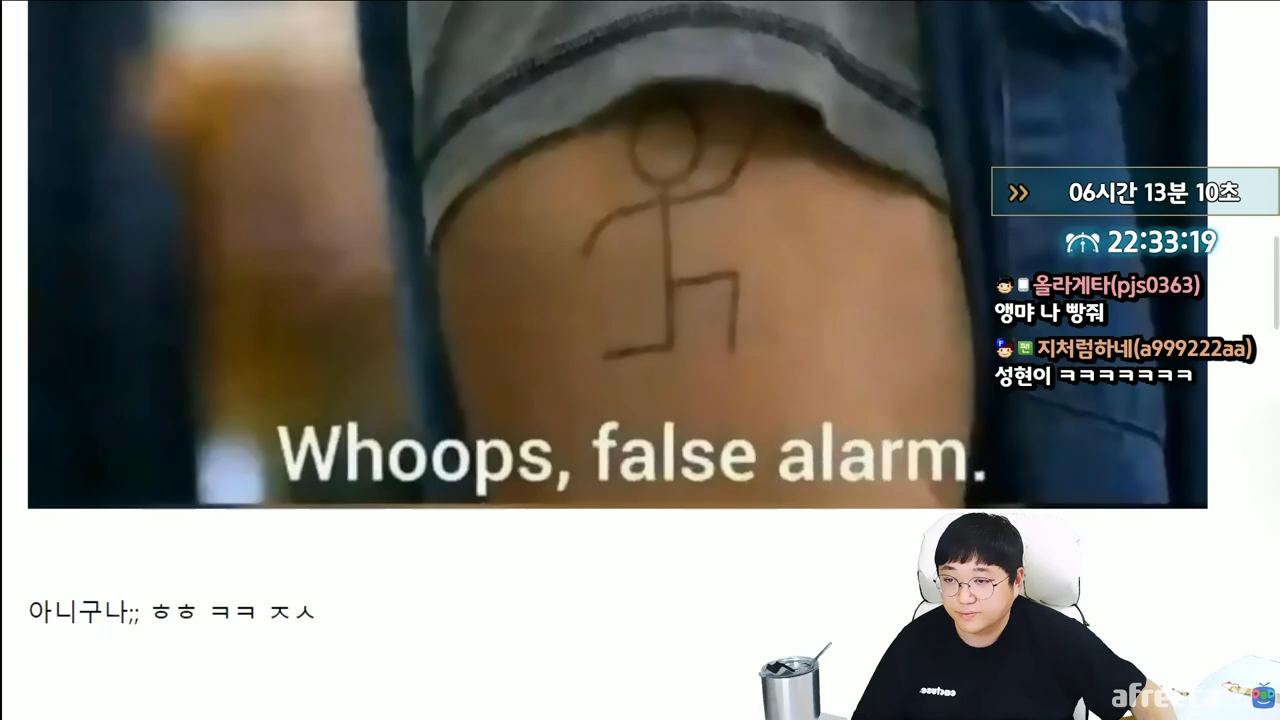 06시간 13분 10초
22:33:19
올라게타(pjs0363)
앵먀 나 빵줘
지처럼하네(a999222aa)
성현이 ㅋㅋㅋㅋㅋㅋㅋ
Whoops, false alarm.
아니구나;; ㅎㅎ ㅋㅋ ㅈㅅ